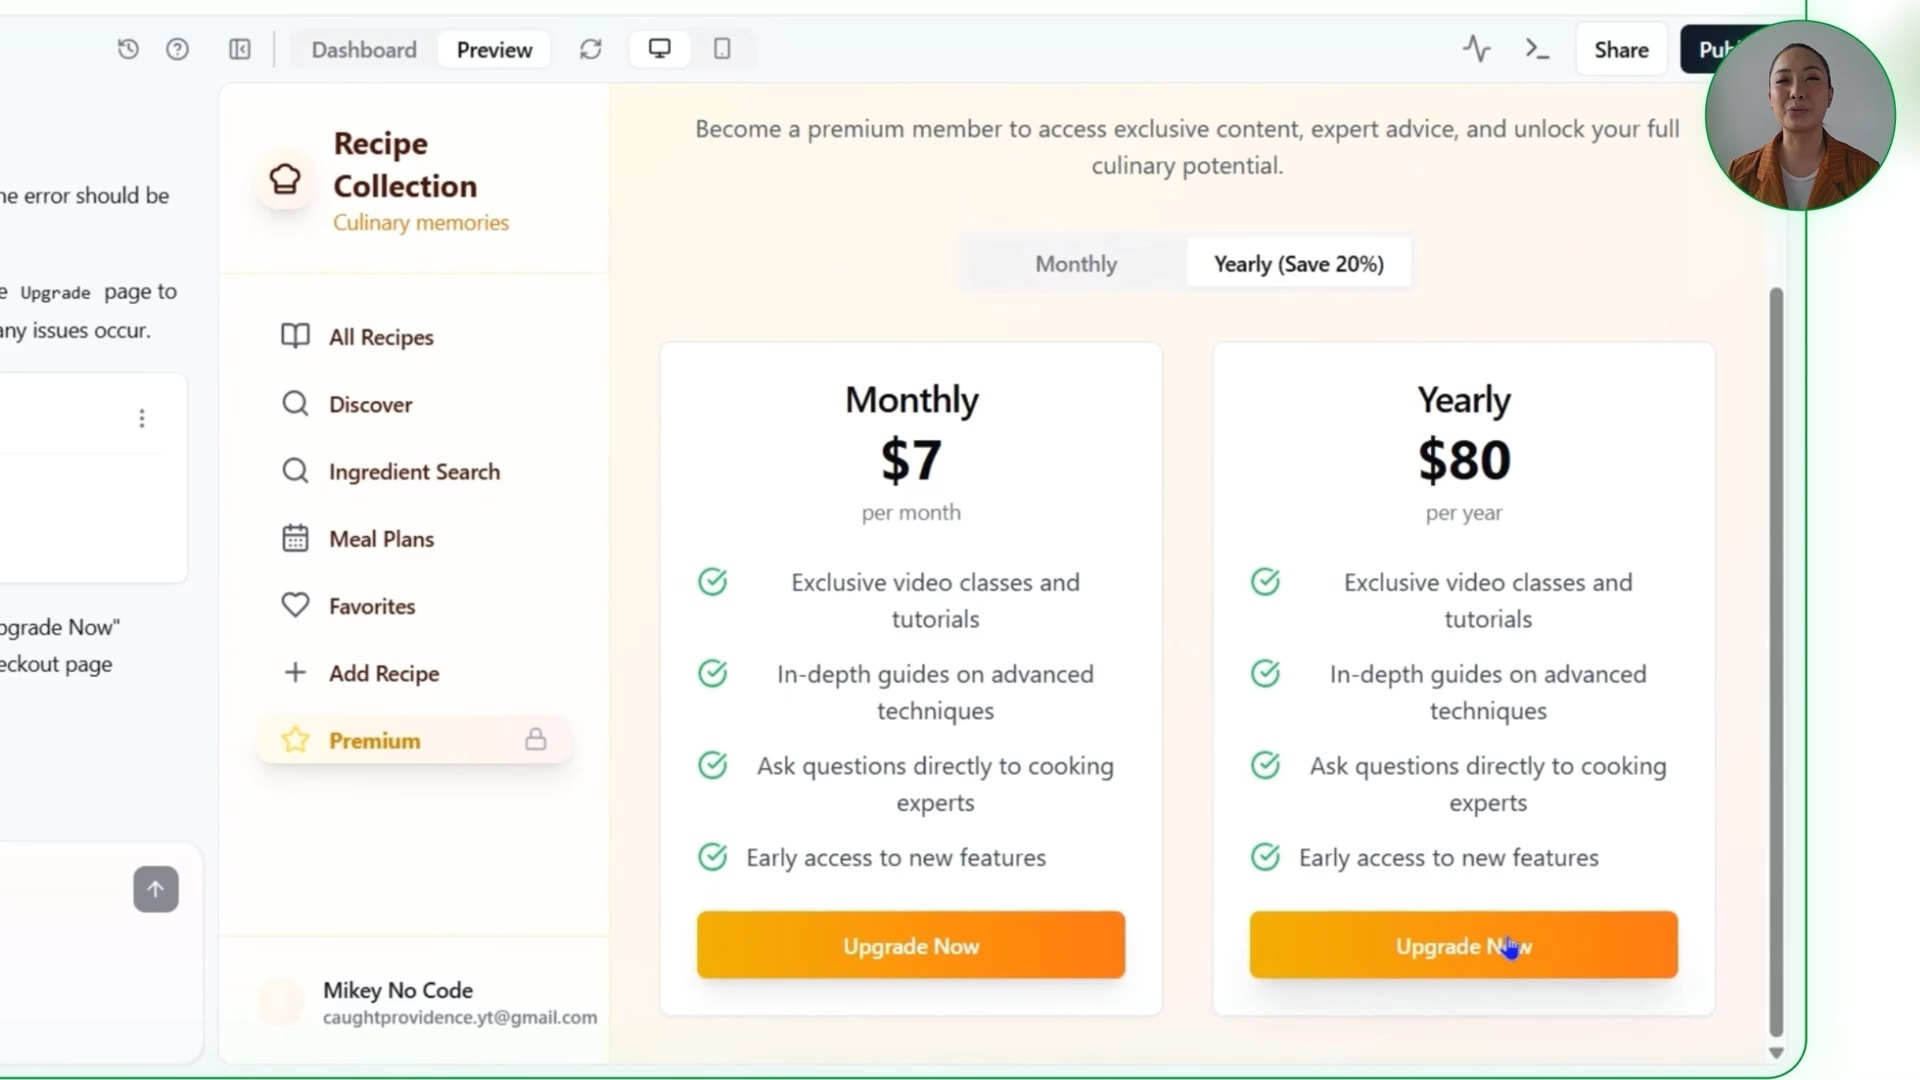 Dashboard
Preview
Share
he error should be
Upgrade page to
any issues occur.
pgrade Now"
eckout page
Recipe
Collection
Culinary memories
All Recipes
Discover
Ingredient Search
Meal Plans
Favorites
Add Recipe
Premium
Mikey No Code
caughtprovidence.yt@gmail.com
Become a premium member to access exclusive content, expert advice, and unlock your full
culinary potential.
Monthly
Yearly (Save 20%)
Monthly
$7
per month
Exclusive video classes and
tutorials
In-depth guides on advanced
techniques
Ask questions directly to cooking
experts
Early access to new features
Upgrade Now
Yearly
$80
per year
Exclusive video classes and
tutorials
In-depth guides on advanced
techniques
Ask questions directly to cooking
experts
Early access to new features
Upgrade Now